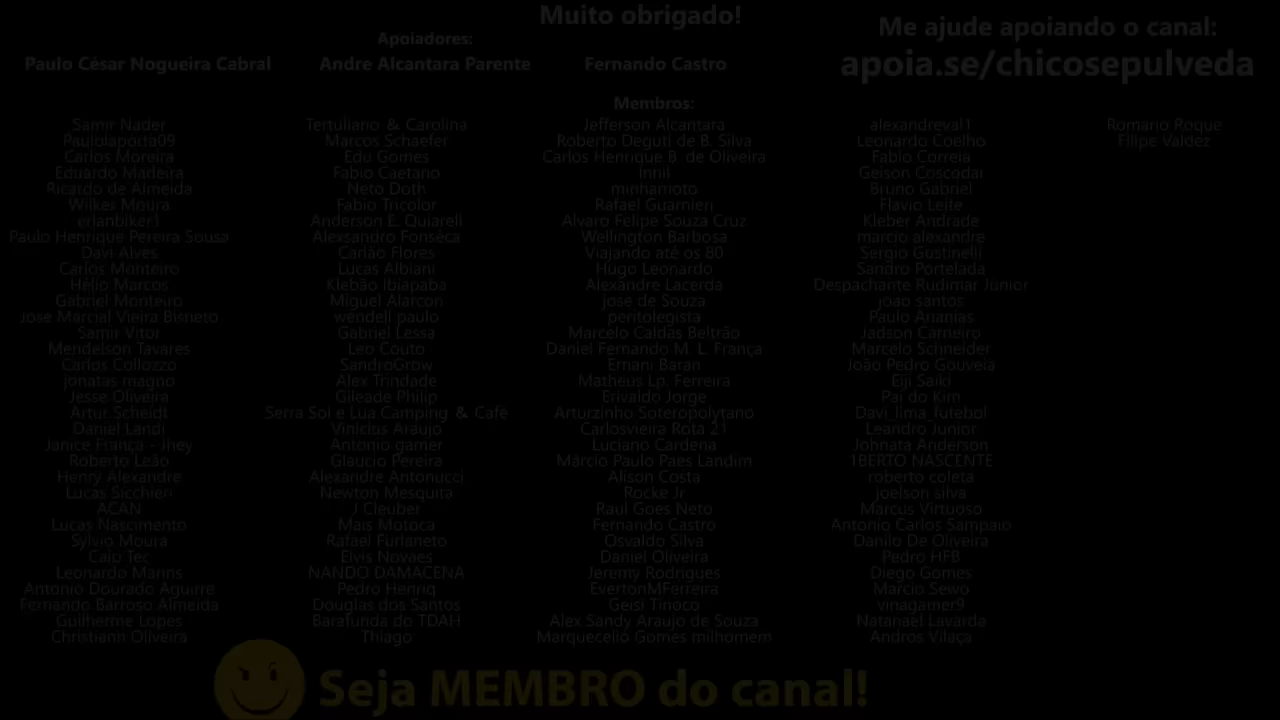 Muito obrigado!
Me ajude apoiando o canal:
apoia.se/chicosepulveda
Apoiadores:
Paulo César Nogueira Cabral
Andre Alcantara Parente
Fernando Castro
Membros:
Samir Nader
Paulolaporta09
Carlos Moreira
Eduardo Madeira
Ricardo de Almeida
Wilkes Moura
erlanbiker1
Paulo Henrique Pereira Sousa
Davi Alves
Carlos Monteiro
Hélio Marcos
Gabriel Monteiro
Jose Marcial Vieira Bisneto
Samir Vitor
Mendelson Tavares
Carlos Collozzo
jonatas magno
Jesse Oliveira
Artur Scheidt
Daniel Landi
Janice França - Jhey
Roberto Leão
Henry Alexandre
Lucas Sicchieri
ACAN
Lucas Nascimento
Sylvio Moura
Caio Tec
Leonardo Marins
Antonio Dourado Aguirre
Fernando Barroso Almeida
Guilherme Lopes
Christiann Oliveira
Tertuliano & Carolina
Marcos Schaefer
Edu Gomes
Fabio Caetano
Neto Doth
Fabio Tricolor
Anderson E. Quiareli
Alexsandro Fonsêca
Carlão Flores
Lucas Albiani
Klebão Ibiapaba
Miguel Alarcon
wendell paulo
Gabriel Lessa
Leo Couto
SandroGrow
Alex Trindade
Gileade Philip
Serra Sol e Lua Camping & Cafe
Vinicius Araujo
Antonio gamer
Glaucio Pereira
Alexandre Antonucci
Newton Mesquita
J Cleuber
Mais Motoca
Rafael Furlaneto
Elvis Novaes
NANDO DAMACENA
Pedro Henriq
Douglas dos Santos
Barafunda do TDAH
Thiago
Jefferson Alcantara
Roberto Deguti de B. Silva
Carlos Henrique B. de Oliveira
Innil
minhamoto
Rafael Guarnieri
Alvaro Felipe Souza Cruz
Wellington Barbosa
Viajando até os 80
Hugo Leonardo
Alexandre Lacerda
jose de Souza
peritolegista
Marcelo Caldas Beltrão
Daniel Fernando M. L. França
Ernani Baran
Matheus Lp. Ferreira
Erivaldo Jorge
Arturzinho Soteropolytano
Carlosvieira Rota 21
Luciano Cardena
Márcio Paulo Paes Landim
Alison Costa
Rocke Jr
Raul Goes Neto
Fernando Castro
Osvaldo Silva
Daniel Oliveira
Jeremy Rodrigues
EvertonMFerreira
Geisi Tinoco
Alex Sandy Araujo de Souza
Marquecelio Gomes milhomem
alexandreval1
Leonardo Coelho
Fabio Correia
Geison Coscodai
Bruno Gabriel
Flavio Leite
Kleber Andrade
marcio alexandre
Sergio Gustinelli
Sandro Portelada
Despachante Rudimar Júnior
joao santos
Paulo Ananias
Jadson Carneiro
Marcelo Schneider
João Pedro Gouveia
Eiji Saiki
Pai do Kim
Davi_lima_futebol
Leandro Junior
Johnata Anderson
1BERTO NASCENTE
roberto coleta
joelson silva
Marcus Virtuoso
Antonio Carlos Sampaio
Danilo De Oliveira
Pedro HFB
Diego Gomes
Marcio Sewo
vinagamer9
Natanael Lavarda
Andros Vilaça
Romario Roque
Filipe Valdez
Seja MEMBRO do canal!